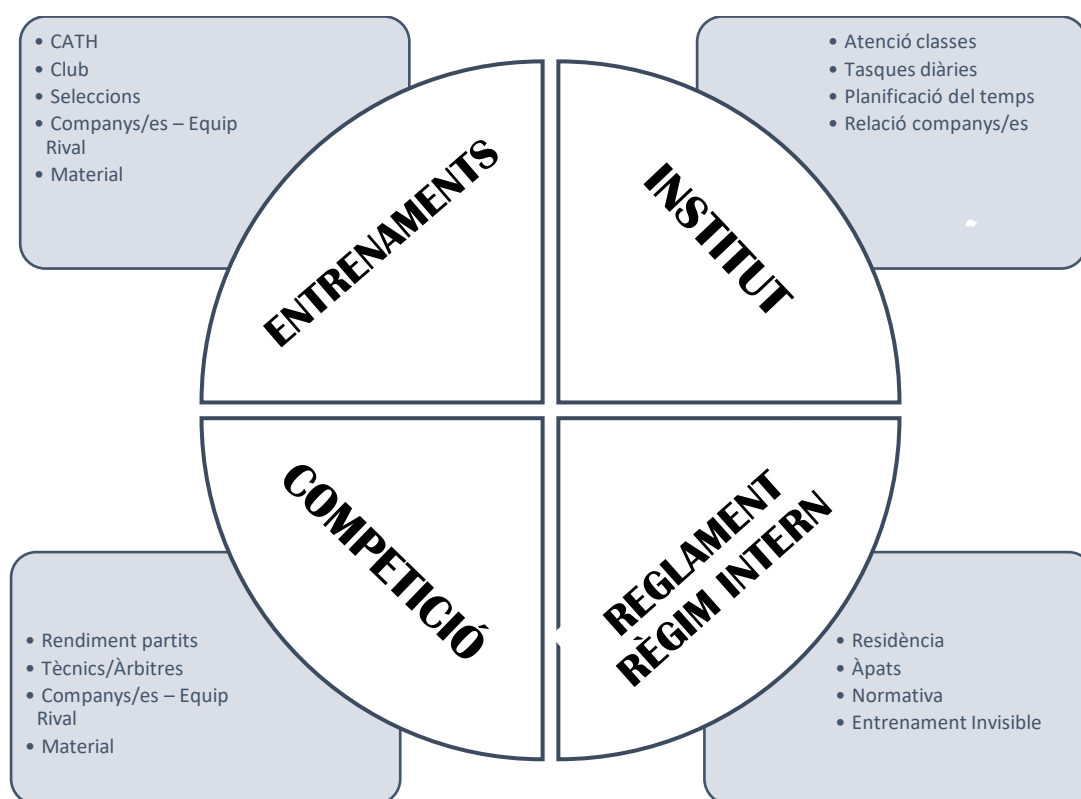 • CATH
• Club
• Seleccions
• Companys/es – Equip
Rival
• Material
• Atenció classes
• Tasques diàries
• Planificació del temps
• Relació companys/es
ENTRENAMENTS
INSTITUT
COMPETICIÓ
REGLAMENT
RÈGIM INTERN
• Rendiment partits
• Tècnics/Àrbitres
• Companys/es – Equip
Rival
• Material
• Residència
• Àpats
• Normativa
• Entrenament Invisible